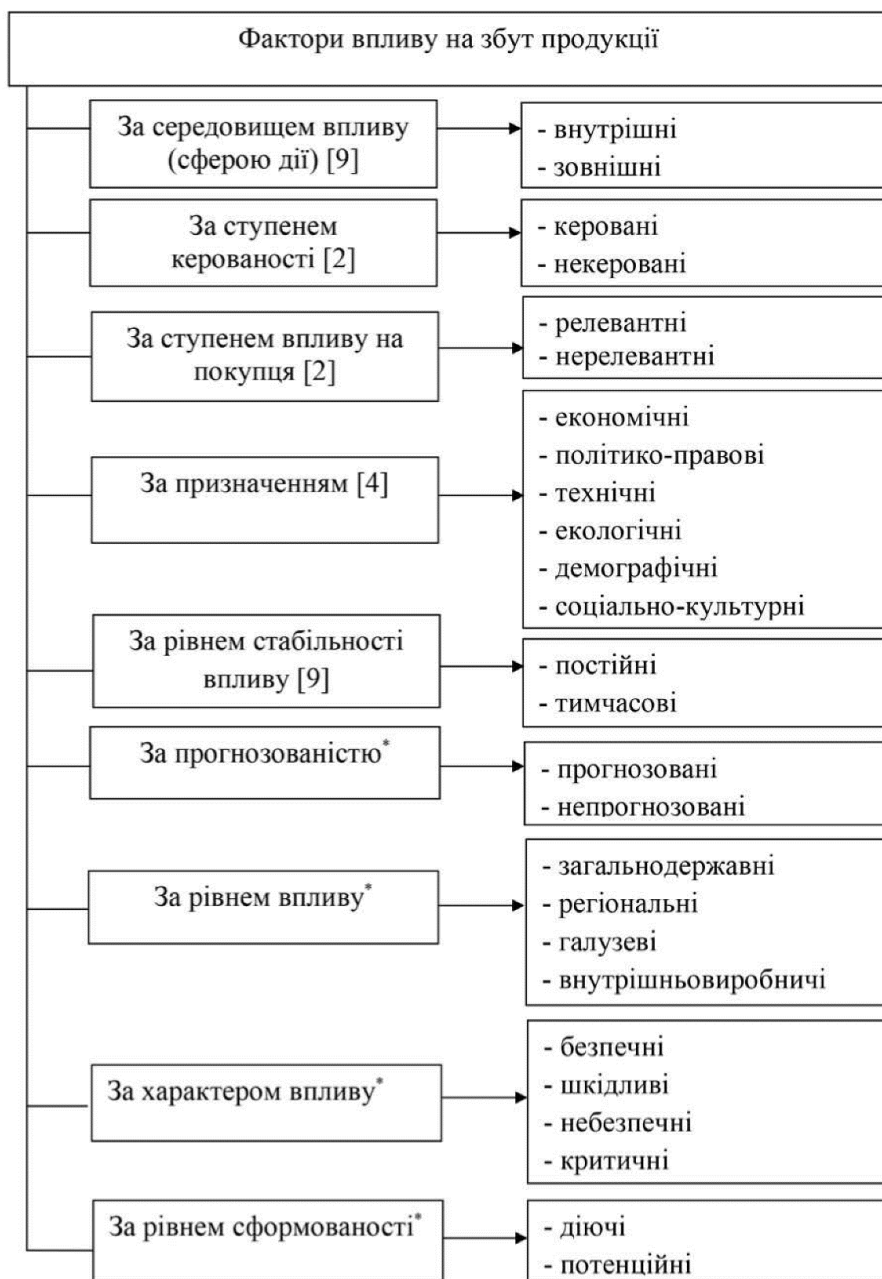 Фактори впливу на збут продукції
За середовищем впливу
(сферою дії) [9]
- внутрішні
- зовнішні
За ступенем
керованості [2]
- керовані
- некеровані
За ступенем впливу на
покупця [2]
- релевантні
- нерелевантні
За призначенням [4]
- економічні
- політико-правові
- технічні
- екологічні
- демографічні
- соціально-культурні
За рівнем стабільності
впливу [9]
- постійні
- тимчасові
За прогнозованістю*
- прогнозовані
- непрогнозовані
За рівнем впливу*
- загальнодержавні
- регіональні
- галузеві
- внутрішньовиробничі
За характером впливу*
- безпечні
- шкідливі
- небезпечні
- критичні
За рівнем сформованості*
- діючі
- потенційні